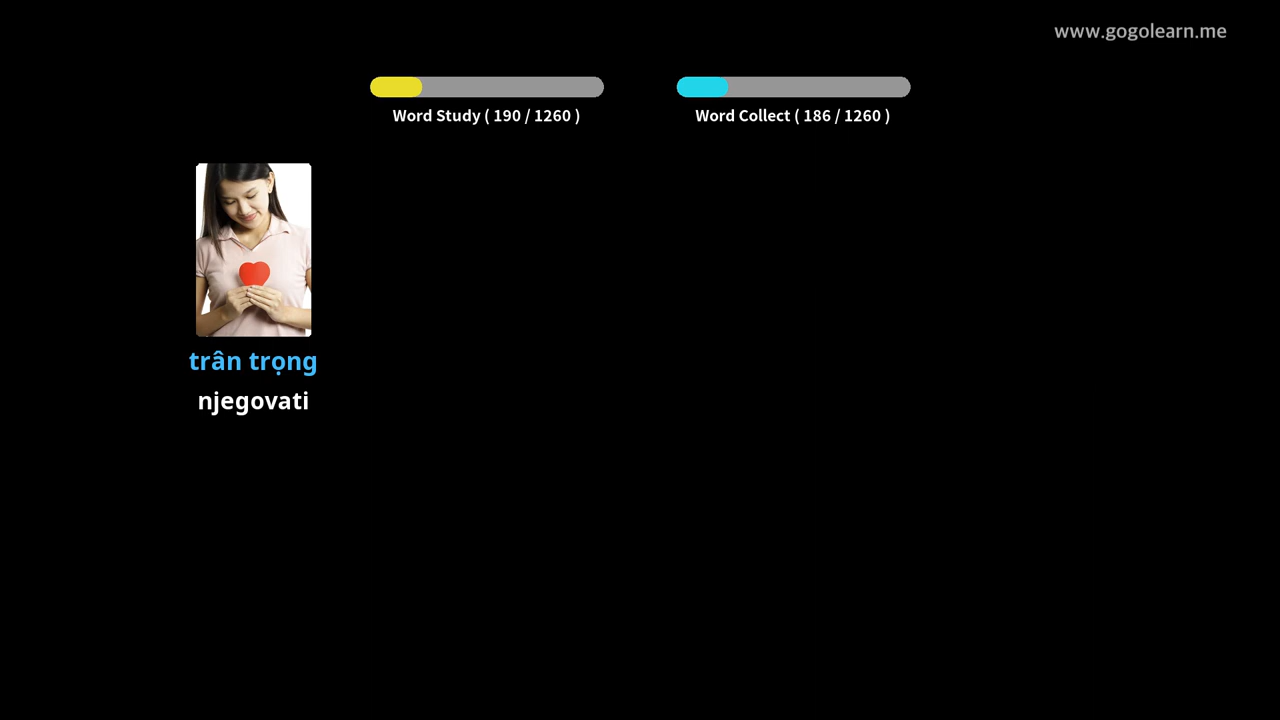 www.gogolearn.me
Word Study ( 190 / 1260 )
Word Collect ( 186 / 1260 )
trân trọng
njegovati